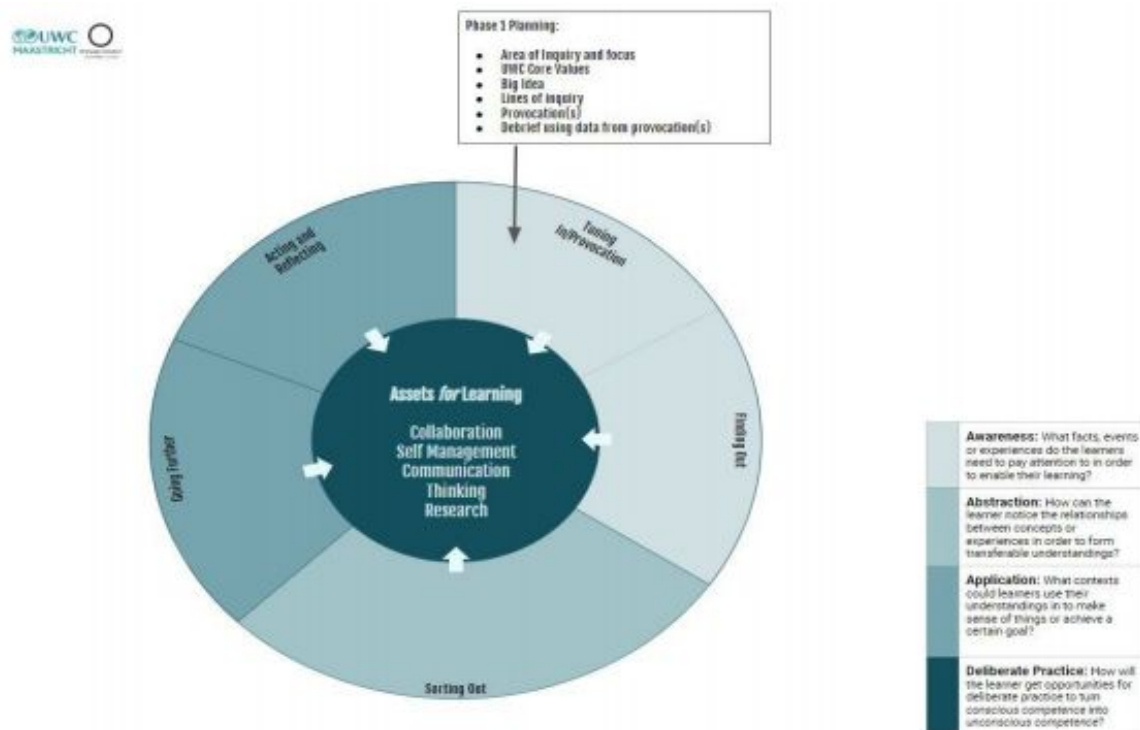 UWC
MAASTRICHT
Phase 1 Planning:
● Area of Inquiry and focus
● UWC Core Values
● Big Idea
● Lines of inquiry
● Provocation(s)
● Debrief using data from provocation(s)
Acting and
Reflecting
Tuning
In/Provocation
Assets for Learning
Collaboration
Self Management
Communication
Thinking
Research
Going Further
Finding Out
Sorting Out
Awareness: What facts, events
or experiences do the learners
need to pay attention to in order
to enable their learning?
Abstraction: How can the
learner notice the relationships
between concepts or
experiences in order to form
transferable understandings?
Application: What contexts
could learners use their
understandings in to make
sense of things or achieve a
certain goal?
Deliberate Practice: How will
the learner get opportunities for
deliberate practice to turn
conscious competence into
unconscious competence?